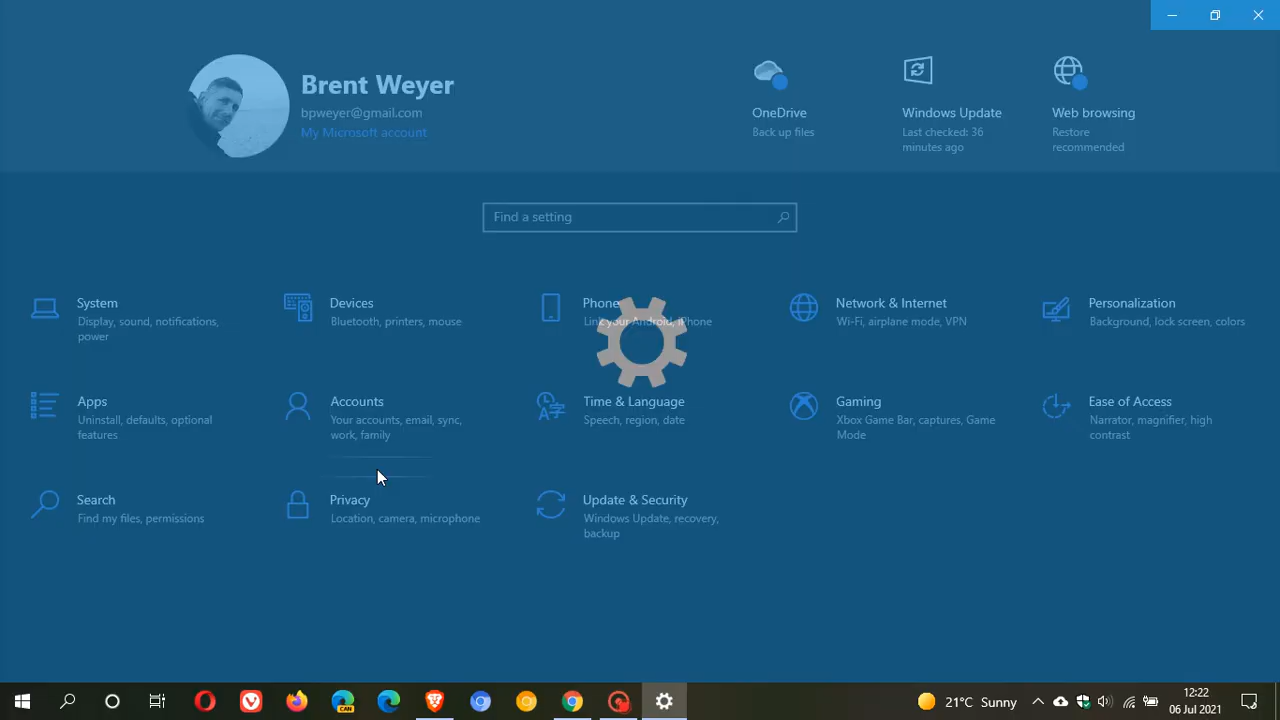 Brent Weyer
bpweyer@gmail.com
My Microsoft account
OneDrive
Back up files
Windows Update
Last checked: 36
minutes ago
Web browsing
Restore
recommended
Find a setting
System
Display, sound, notifications,
power
Devices
Bluetooth, printers, mouse
Phone
Link your Android, iPhone
Network & Internet
Wi-Fi, airplane mode, VPN
Personalization
Background, lock screen, colors
Apps
Uninstall, defaults, optional
features
Accounts
Your accounts, email, sync,
work, family
Time & Language
Speech, region, date
Gaming
Xbox Game Bar, captures, Game
Mode
Ease of Access
Narrator, magnifier, high
contrast
Search
Find my files, permissions
Privacy
Location, camera, microphone
Update & Security
Windows Update, recovery,
backup
CAN
21°C Sunny
12:22
06 Jul 2021